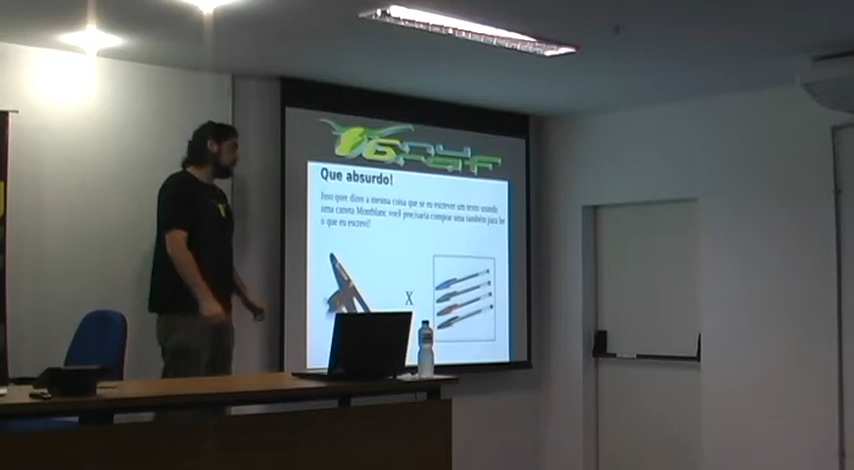 Que absurdo!
Isso quer dizer a mesma coisa que se eu escrever um texto usando
uma caneta Montblanc você precisaria comprar uma também para ler
o que eu escrevi!
X